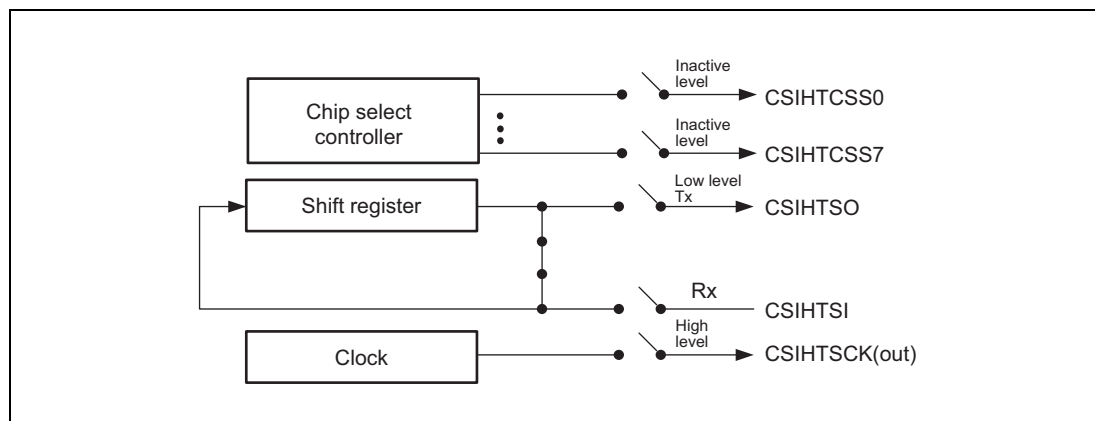 Inactive
level
CSIHTCSS0
Chip select
controller
Inactive
level
CSIHTCSS7
Shift register
Low level
Tx
CSIHTSO
Rx
CSIHTSI
High
level
Clock
CSIHTSCK(out)